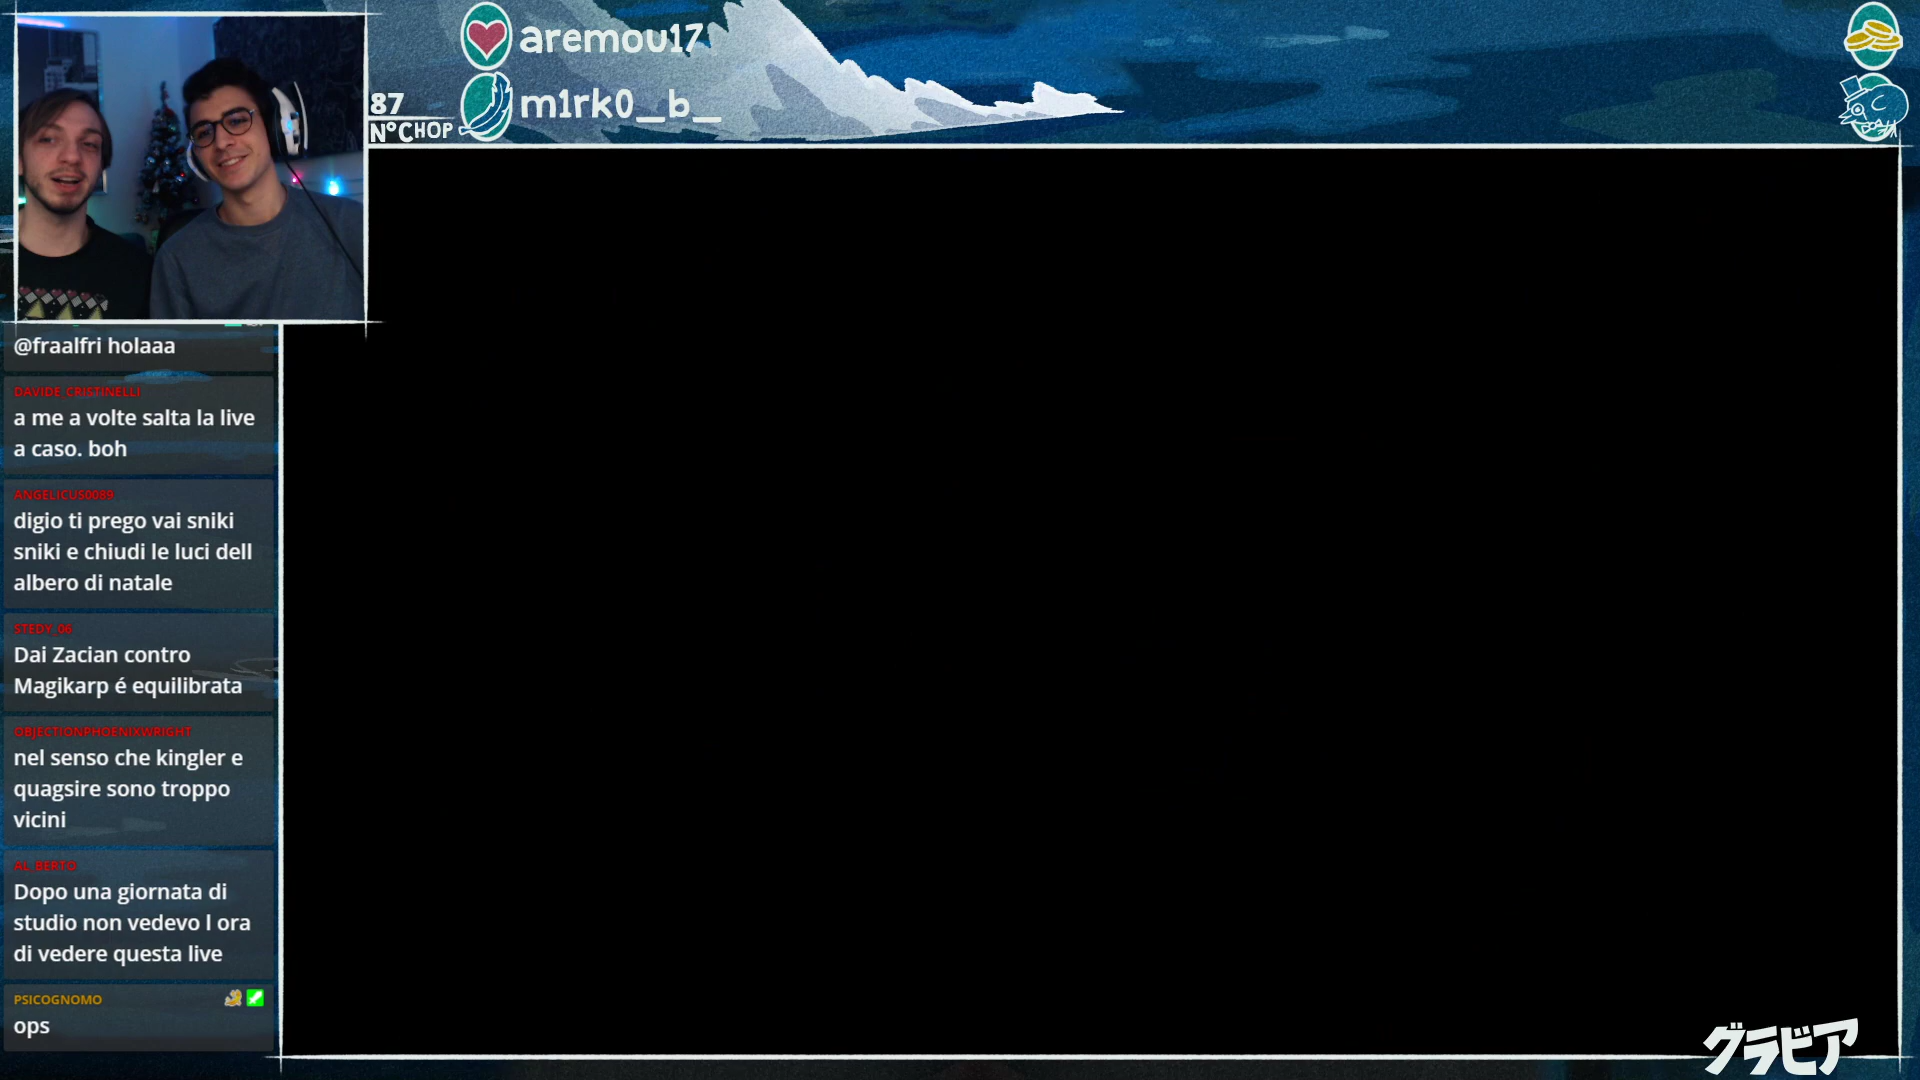 aremou17
87
N°CHOP
m1rk0__b_
@fraalfri holaaa
DAVIDE_CRISTINELLI
a me a volte salta la live
a caso. boh
ANGELICUS0089
digio ti prego vai sniki
sniki e chiudi le luci dell
albero di natale
STEDY_06
Dai Zacian contro
Magikarp é equilibrata
OBJECTIONPHOENIXWRIGHT
nel senso che kingler e
quagsire sono troppo
vicini
AL_BERTO
Dopo una giornata di
studio non vedevo l ora
di vedere questa live
PSICOGNOMO
ops
グラビア